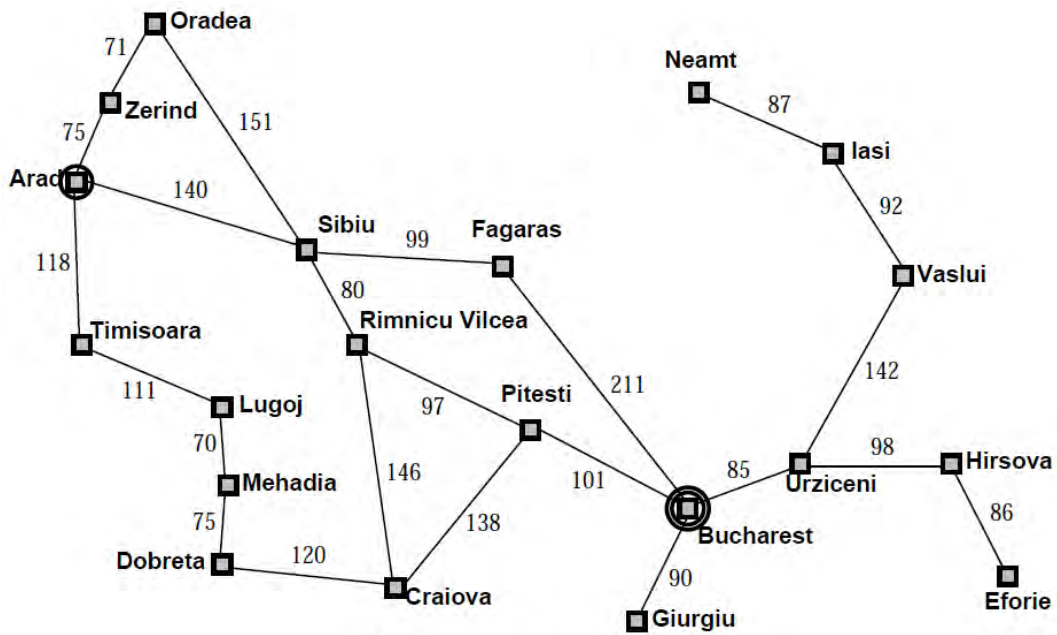 Oradea
71
Neamt
Zerind
87
75
151
Iasi
Arad
140
92
Sibiu
Fagaras
99
118
Vaslui
80
Timisoara
Rimnicu Vilcea
142
111
211
Pitesti
Lugoj
97
70
98
Hirsova
146
85
Mehadia
101
Urziceni
86
75
138
Bucharest
Dobreta
120
90
Craiova
Eforie
Giurgiu